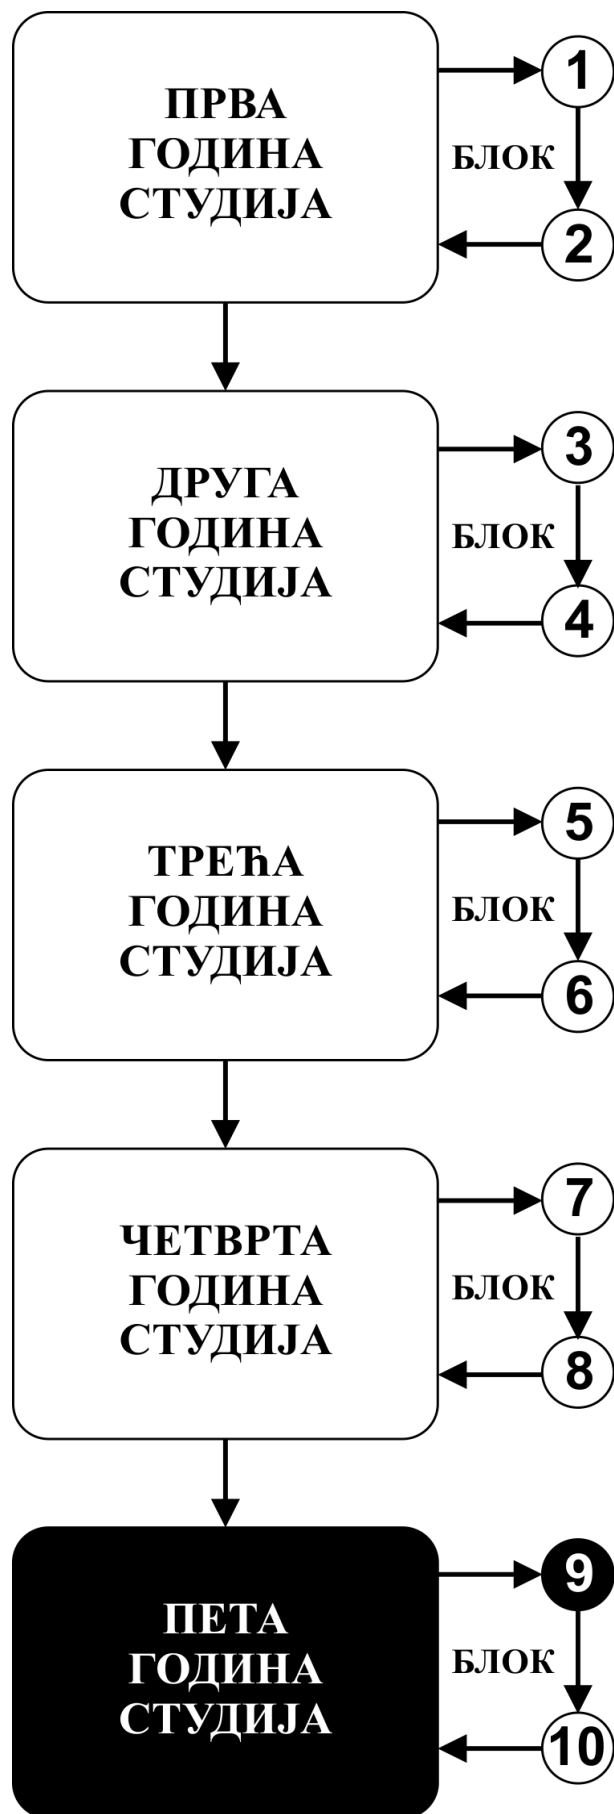 ПРВА
ГОДИНА
СТУДИЈА
1
БЛОК
2
ДРУГА
ГОДИНА
СТУДИЈА
3
БЛОК
4
ТРЕЋА
ГОДИНА
СТУДИЈА
5
БЛОК
6
ЧЕТВРТА
ГОДИНА
СТУДИЈА
7
БЛОК
8
ПЕТА
ГОДИНА
СТУДИЈА
9
БЛОК
10